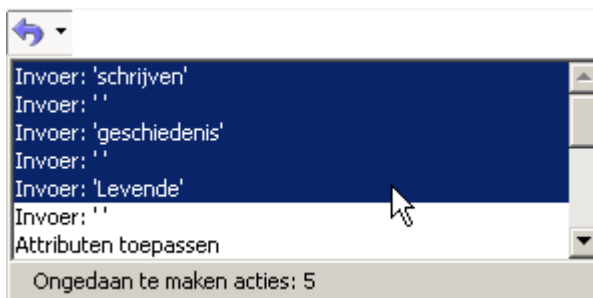 Invoer: 'schrijven'
Invoer: ' '
Invoer: 'geschiedenis'
Invoer: ' '
Invoer: 'Levende'
Invoer: ' '
Attributen toepassen
Ongedaan te maken acties: 5